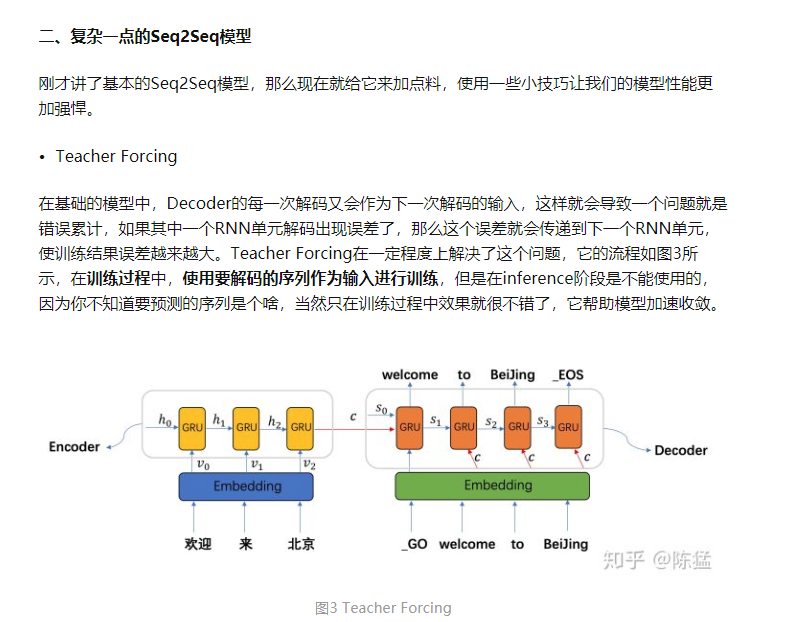 二、复杂一点的Seq2Seq模型
刚才讲了基本的Seq2Seq模型，那么现在就给它来加点料，使用一些小技巧让我们的模型性能更
加强悍。
• Teacher Forcing
在基础的模型中，Decoder的每一次解码又会作为下一次解码的输入，这样就会导致一个问题就是
错误累计，如果其中一个RNN单元解码出现误差了，那么这个误差就会传递到下一个RNN单元，
使训练结果误差越来越大。Teacher Forcing在一定程度上解决了这个问题，它的流程如图3所
示，在训练过程中，使用要解码的序列作为输入进行训练，但是在inference阶段是不能使用的，
因为你不知道要预测的序列是个啥，当然只在训练过程中效果就很不错了，它帮助模型加速收敛。
welcome to BeiJing _EOS
h0 h1 h2 c s0 s1 s2 s3
GRU GRU GRU GRU GRU GRU GRU
Encoder Decoder
v0 v1 v2 c c c
Embedding Embedding
欢迎 来 北京 _GO welcome to BeiJing
知乎 @陈猛
图3 Teacher Forcing